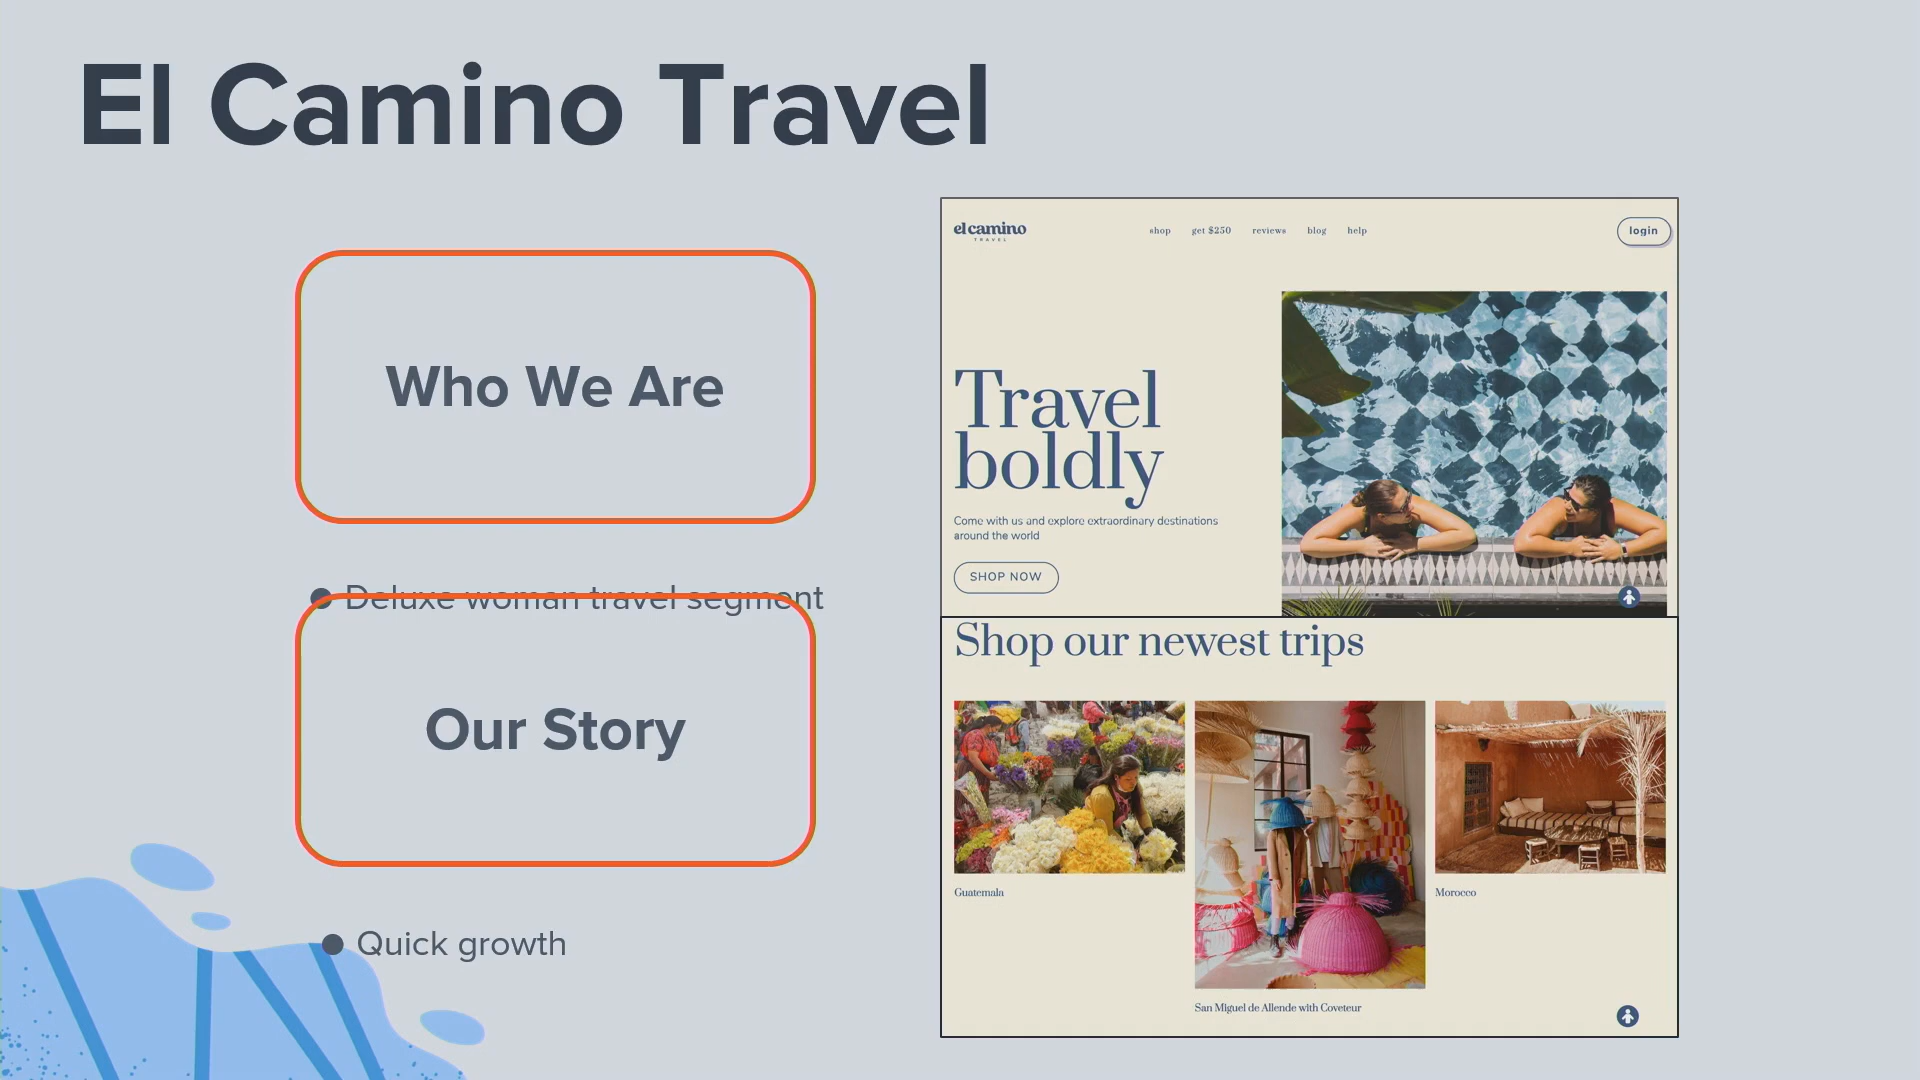 El Camino Travel
Who We Are
● Deluxe woman travel segment
Our Story
● Quick growth
el camino
TRAVEL
shop get $250 reviews blog help
login
Travel
boldly
Come with us and explore extraordinary destinations
around the world
SHOP NOW
Shop our newest trips
Guatemala
San Miguel de Allende with Coveteur
Morocco